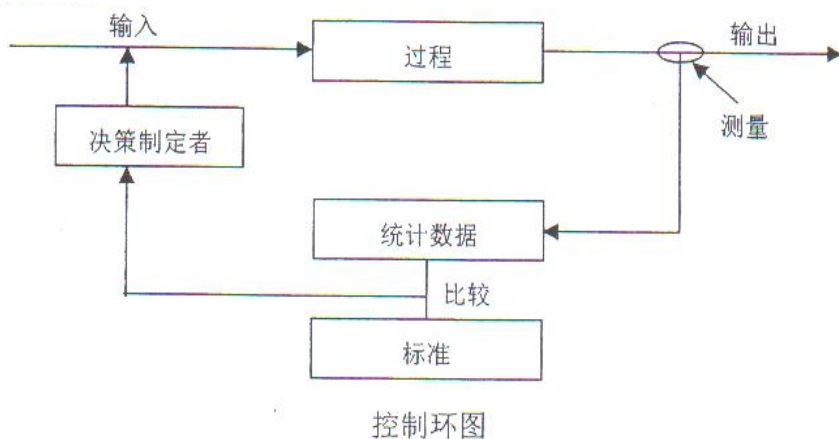 输入
过程
输出
测量
决策制定者
统计数据
比较
标准
控制环图